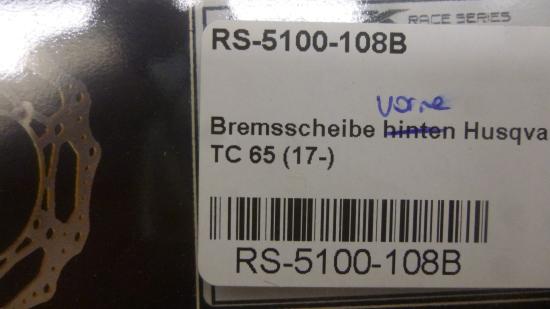 RACE SERIES
RS-5100-108B
vorne
Bremsscheibe hinten Husqva
TC 65 (17-)
RS-5100-108B